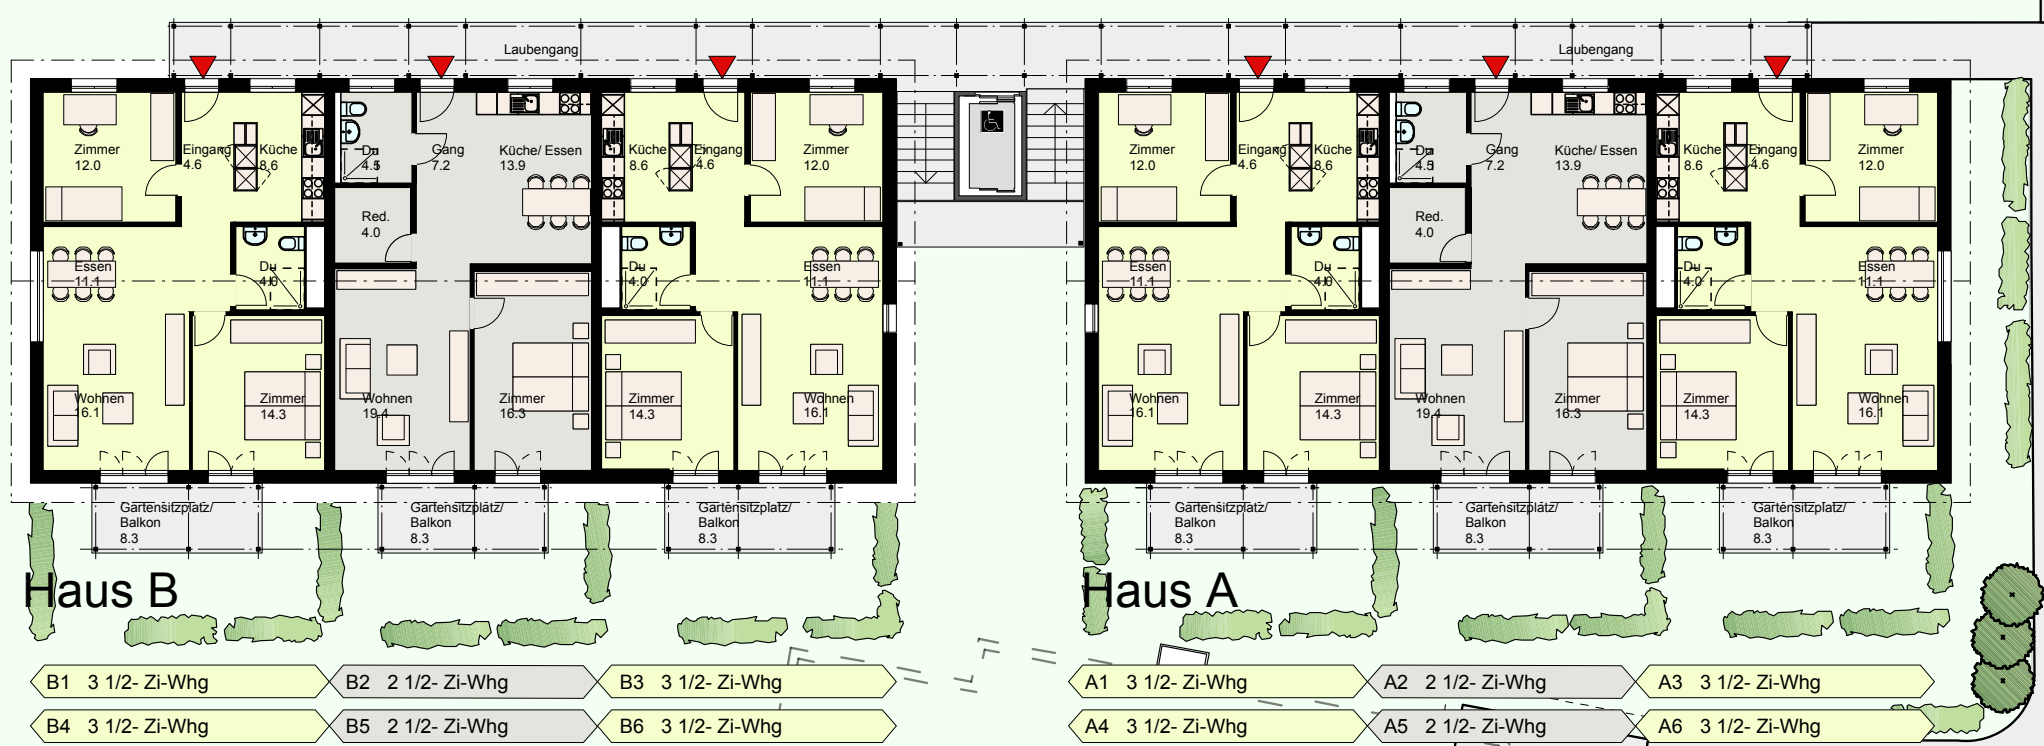 Laubengang
Laubengang
Zimmer
12.0
Eingang
4.6
Küche
8.6
Du
Gang
7.2
Küche/ Essen
13.9
Küche
8.6
Eingang
4.6
Zimmer
12.0
Zimmer
12.0
Eingang
4.6
Küche
8.6
Du
Gang
7.2
Küche/ Essen
13.9
Küche
8.6
Eingang
4.6
Zimmer
12.0
Red.
4.0
Red.
4.0
Essen
11.1
Du
4.0
Du
4.0
Essen
11.1
Essen
11.1
Du
4.0
Du
4.0
Essen
11.1
Wohnen
16.1
Zimmer
14.3
Wohnen
19.4
Zimmer
16.3
Zimmer
14.3
Wohnen
16.1
Wohnen
16.1
Zimmer
14.3
Wohnen
19.4
Zimmer
16.3
Zimmer
14.3
Wohnen
16.1
Gartensitzplatz/
Balkon
8.3
Gartensitzplatz/
Balkon
8.3
Gartensitzplatz/
Balkon
8.3
Gartensitzplatz/
Balkon
8.3
Gartensitzplatz/
Balkon
8.3
Gartensitzplatz/
Balkon
8.3
Haus B
Haus A
B1 3 1/2- Zi-Whg
B2 2 1/2- Zi-Whg
B3 3 1/2- Zi-Whg
A1 3 1/2- Zi-Whg
A2 2 1/2- Zi-Whg
A3 3 1/2- Zi-Whg
B4 3 1/2- Zi-Whg
B5 2 1/2- Zi-Whg
B6 3 1/2- Zi-Whg
A4 3 1/2- Zi-Whg
A5 2 1/2- Zi-Whg
A6 3 1/2- Zi-Whg